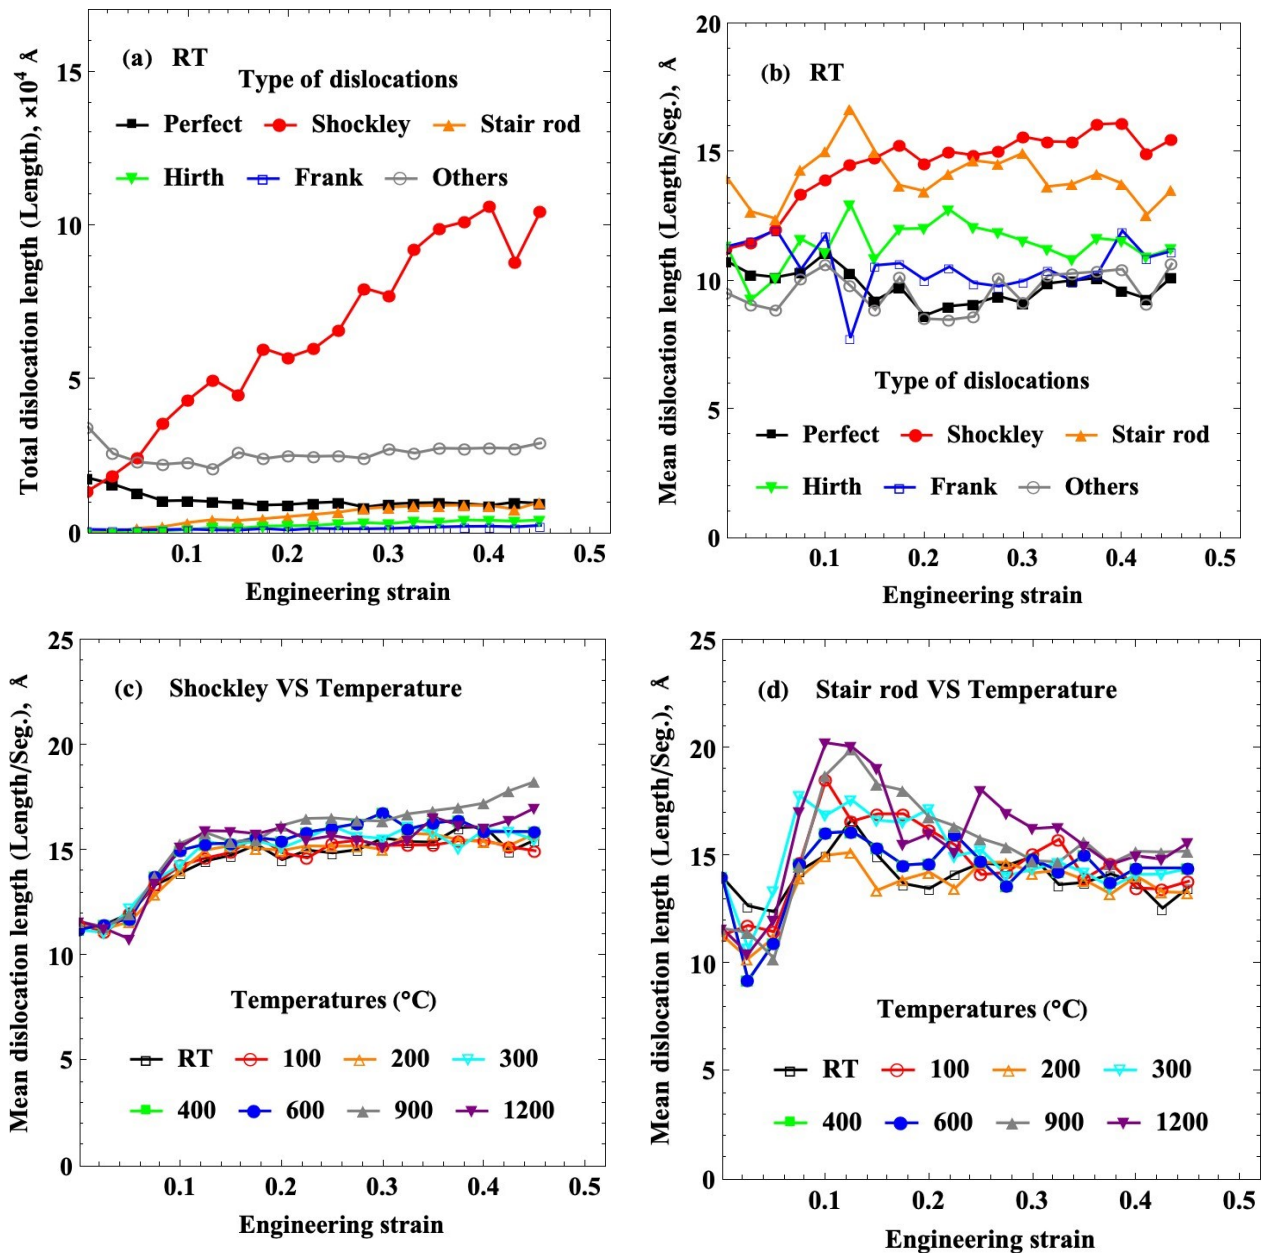 (a) RT
Type of dislocations
Perfect Shockley Stair rod
Hirth Frank Others
Total dislocation length (Length), ×10⁴ Å
15
10
5
0
0.1 0.2 0.3 0.4 0.5
Engineering strain
(b) RT
Mean dislocation length (Length/Seg.), Å
20
15
10
5
0
Type of dislocations
Perfect Shockley Stair rod
Hirth Frank Others
0.1 0.2 0.3 0.4 0.5
Engineering strain
(c) Shockley VS Temperature
Mean dislocation length (Length/Seg.), Å
25
20
15
10
5
0
Temperatures (°C)
RT 100 200 300
400 600 900 1200
0.1 0.2 0.3 0.4 0.5
Engineering strain
(d) Stair rod VS Temperature
Mean dislocation length (Length/Seg.), Å
25
20
15
10
5
0
Temperatures (°C)
RT 100 200 300
400 600 900 1200
0.1 0.2 0.3 0.4 0.5
Engineering strain